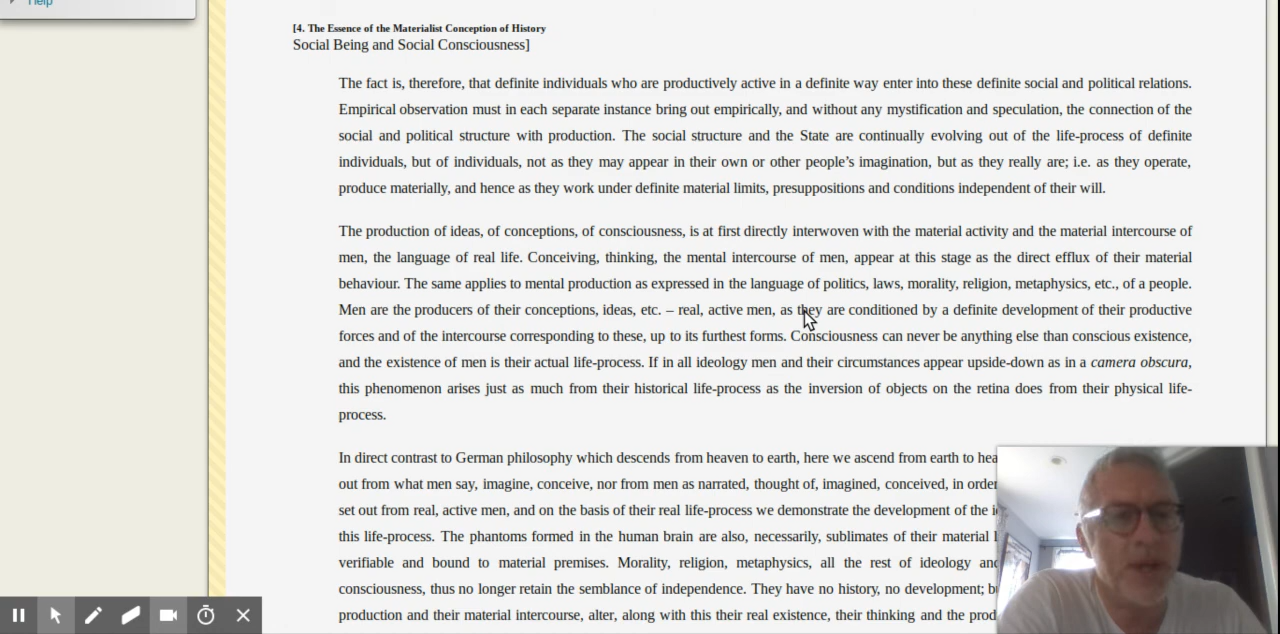 Help
[4. The Essence of the Materialist Conception of History
Social Being and Social Consciousness]
The fact is, therefore, that definite individuals who are productively active in a definite way enter into these definite social and political relations.
Empirical observation must in each separate instance bring out empirically, and without any mystification and speculation, the connection of the
social and political structure with production. The social structure and the State are continually evolving out of the life-process of definite
individuals, but of individuals, not as they may appear in their own or other people’s imagination, but as they really are; i.e. as they operate,
produce materially, and hence as they work under definite material limits, presuppositions and conditions independent of their will.
The production of ideas, of conceptions, of consciousness, is at first directly interwoven with the material activity and the material intercourse of
men, the language of real life. Conceiving, thinking, the mental intercourse of men, appear at this stage as the direct efflux of their material
behaviour. The same applies to mental production as expressed in the language of politics, laws, morality, religion, metaphysics, etc., of a people.
Men are the producers of their conceptions, ideas, etc. – real, active men, as they are conditioned by a definite development of their productive
forces and of the intercourse corresponding to these, up to its furthest forms. Consciousness can never be anything else than conscious existence,
and the existence of men is their actual life-process. If in all ideology men and their circumstances appear upside-down as in a camera obscura,
this phenomenon arises just as much from their historical life-process as the inversion of objects on the retina does from their physical life-
process.
In direct contrast to German philosophy which descends from heaven to earth, here we ascend from earth to
out from what men say, imagine, conceive, nor from men as narrated, thought of, imagined, conceived, in order
set out from real, active men, and on the basis of their real life-process we demonstrate the development of the
this life-process. The phantoms formed in the human brain are also, necessarily, sublimates of their material
verifiable and bound to material premises. Morality, religion, metaphysics, all the rest of ideology
consciousness, thus no longer retain the semblance of independence. They have no history, no development;
production and their material intercourse, alter, along with this their real existence, their thinking and the